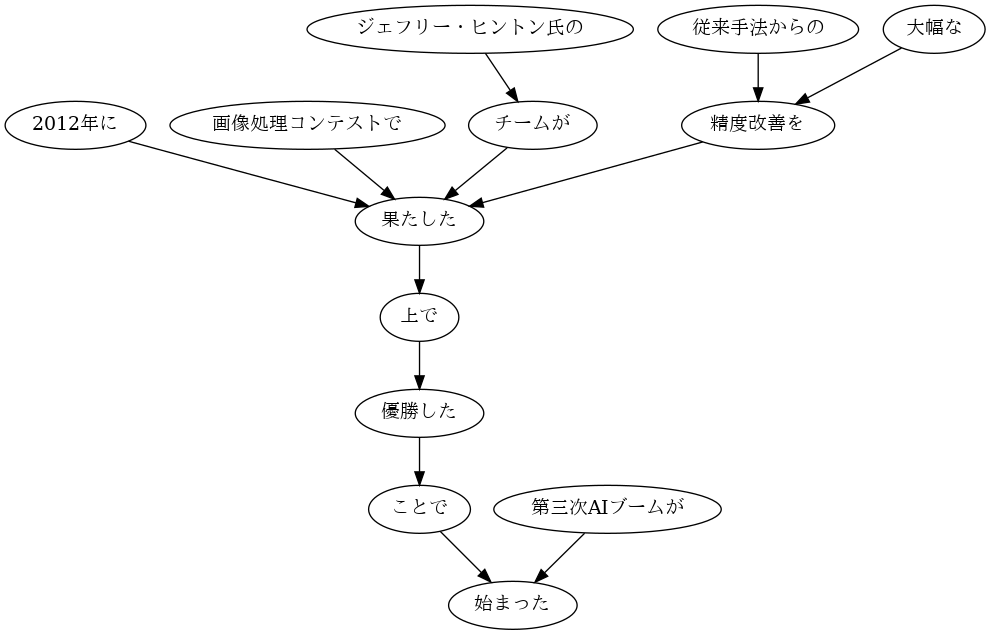 ジェフリー・ヒントン氏の
従来手法からの
大幅な
2012年に
画像処理コンテストで
チームが
精度改善を
果たした
上で
優勝した
ことで
第三次AIブームが
始まった